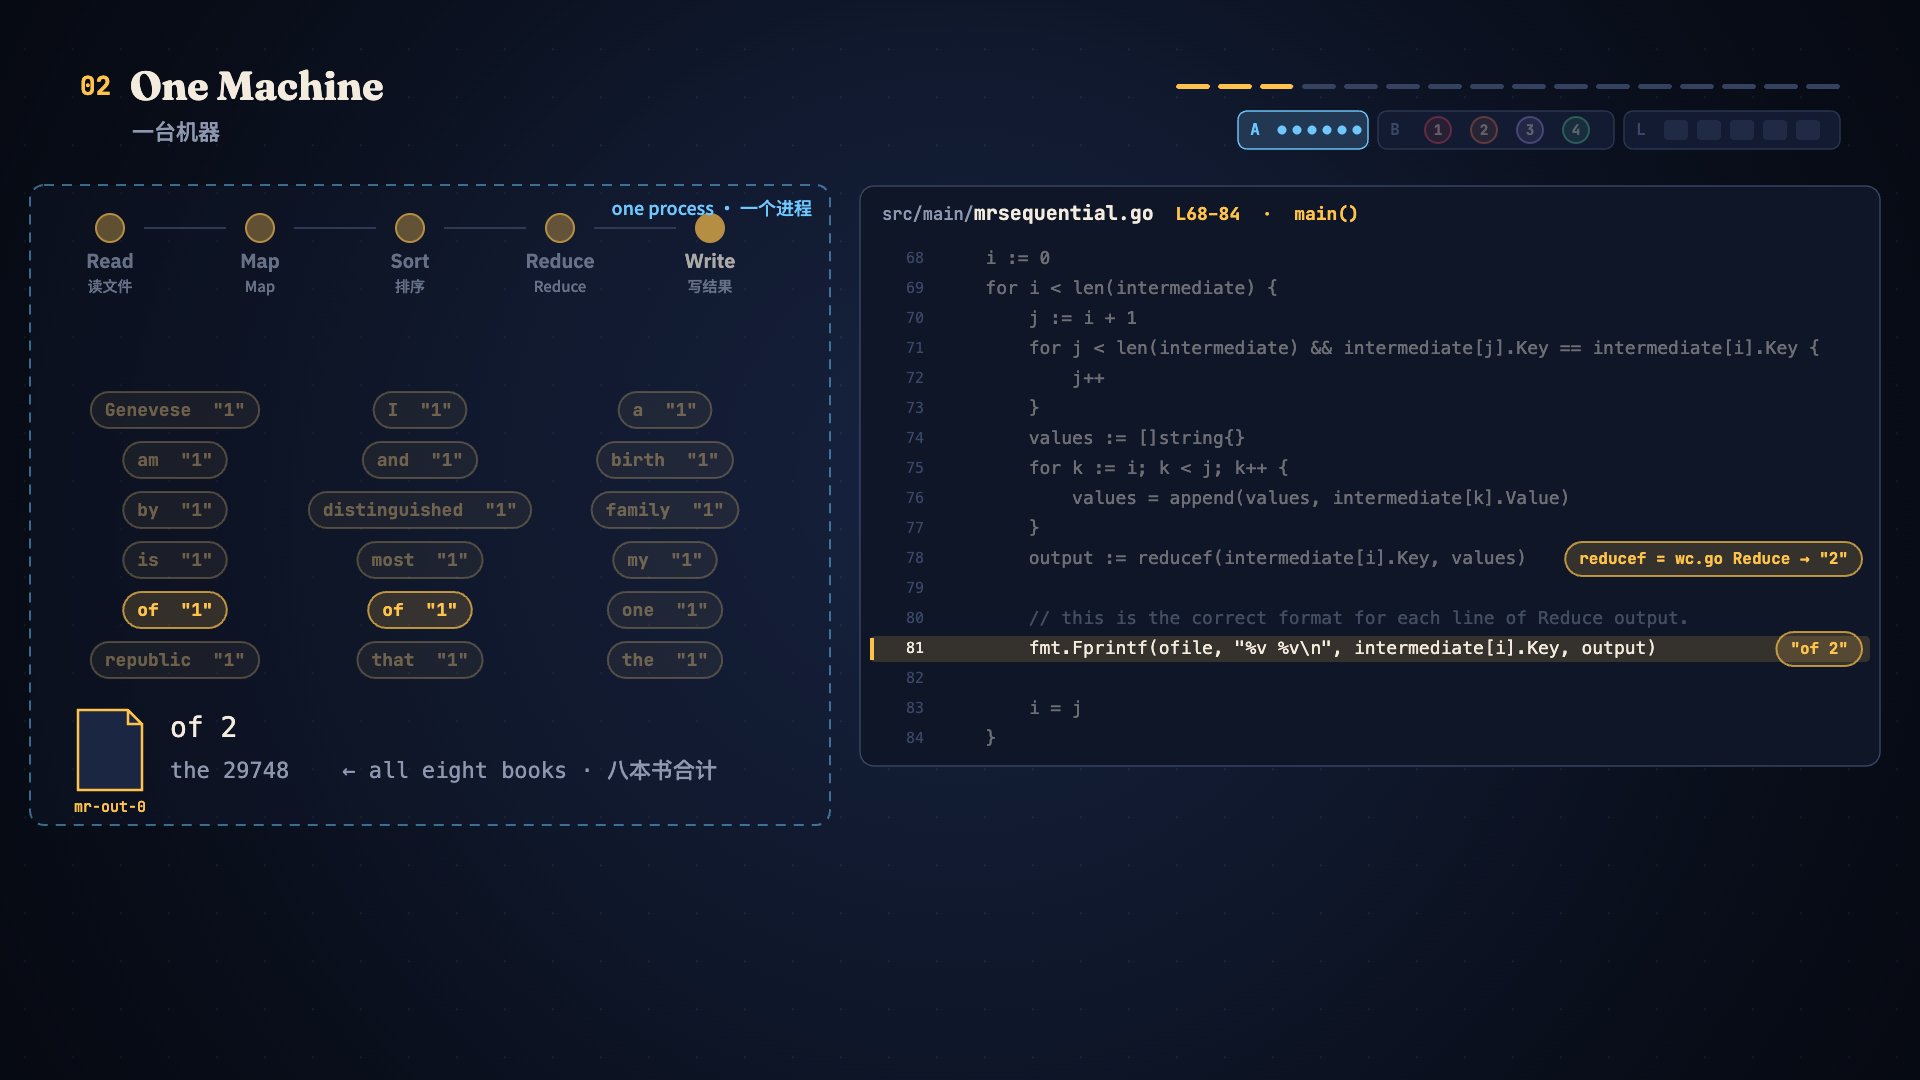 02 One Machine
一台机器
A B 1 2 3 4 L
one process · 一个进程
Read Map Sort Reduce Write
读文件 Map 排序 Reduce 写结果
Genevese "1" I "1" a "1"
am "1" and "1" birth "1"
by "1" distinguished "1" family "1"
is "1" most "1" my "1"
of "1" of "1" one "1"
republic "1" that "1" the "1"
of 2
the 29748 ← all eight books · 八本书合计
mr-out-0
src/main/mrsequential.go L68-84 · main()
68 i := 0
69 for i < len(intermediate) {
70 j := i + 1
71 for j < len(intermediate) && intermediate[j].Key == intermediate[i].Key {
72 j++
73 }
74 values := []string{}
75 for k := i; k < j; k++ {
76 values = append(values, intermediate[k].Value)
77 }
78 output := reducef(intermediate[i].Key, values) reducef = wc.go Reduce → "2"
79
80 // this is the correct format for each line of Reduce output.
81 fmt.Fprintf(ofile, "%v %v\n", intermediate[i].Key, output) "of 2"
82
83 i = j
84 }